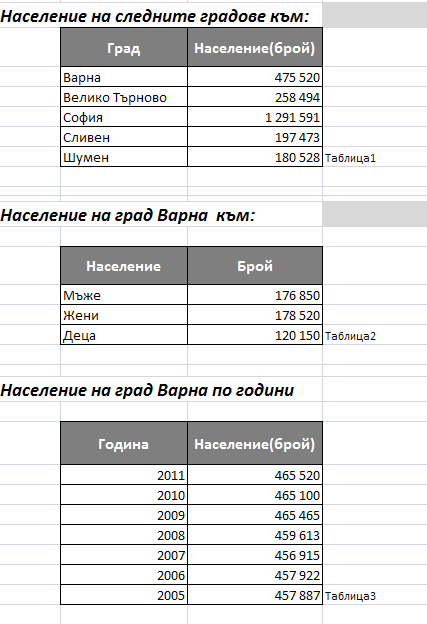 Население на следните градове към:
Град Население(брой)
Варна 475 520
Велико Търново 258 494
София 1 291 591
Сливен 197 473
Шумен 180 528 Таблица1
Население на град Варна към:
Население Брой
Мъже 176 850
Жени 178 520
Деца 120 150 Таблица2
Население на град Варна по години
Година Население(брой)
2011 465 520
2010 465 100
2009 465 465
2008 459 613
2007 456 915
2006 457 922
2005 457 887 Таблица3